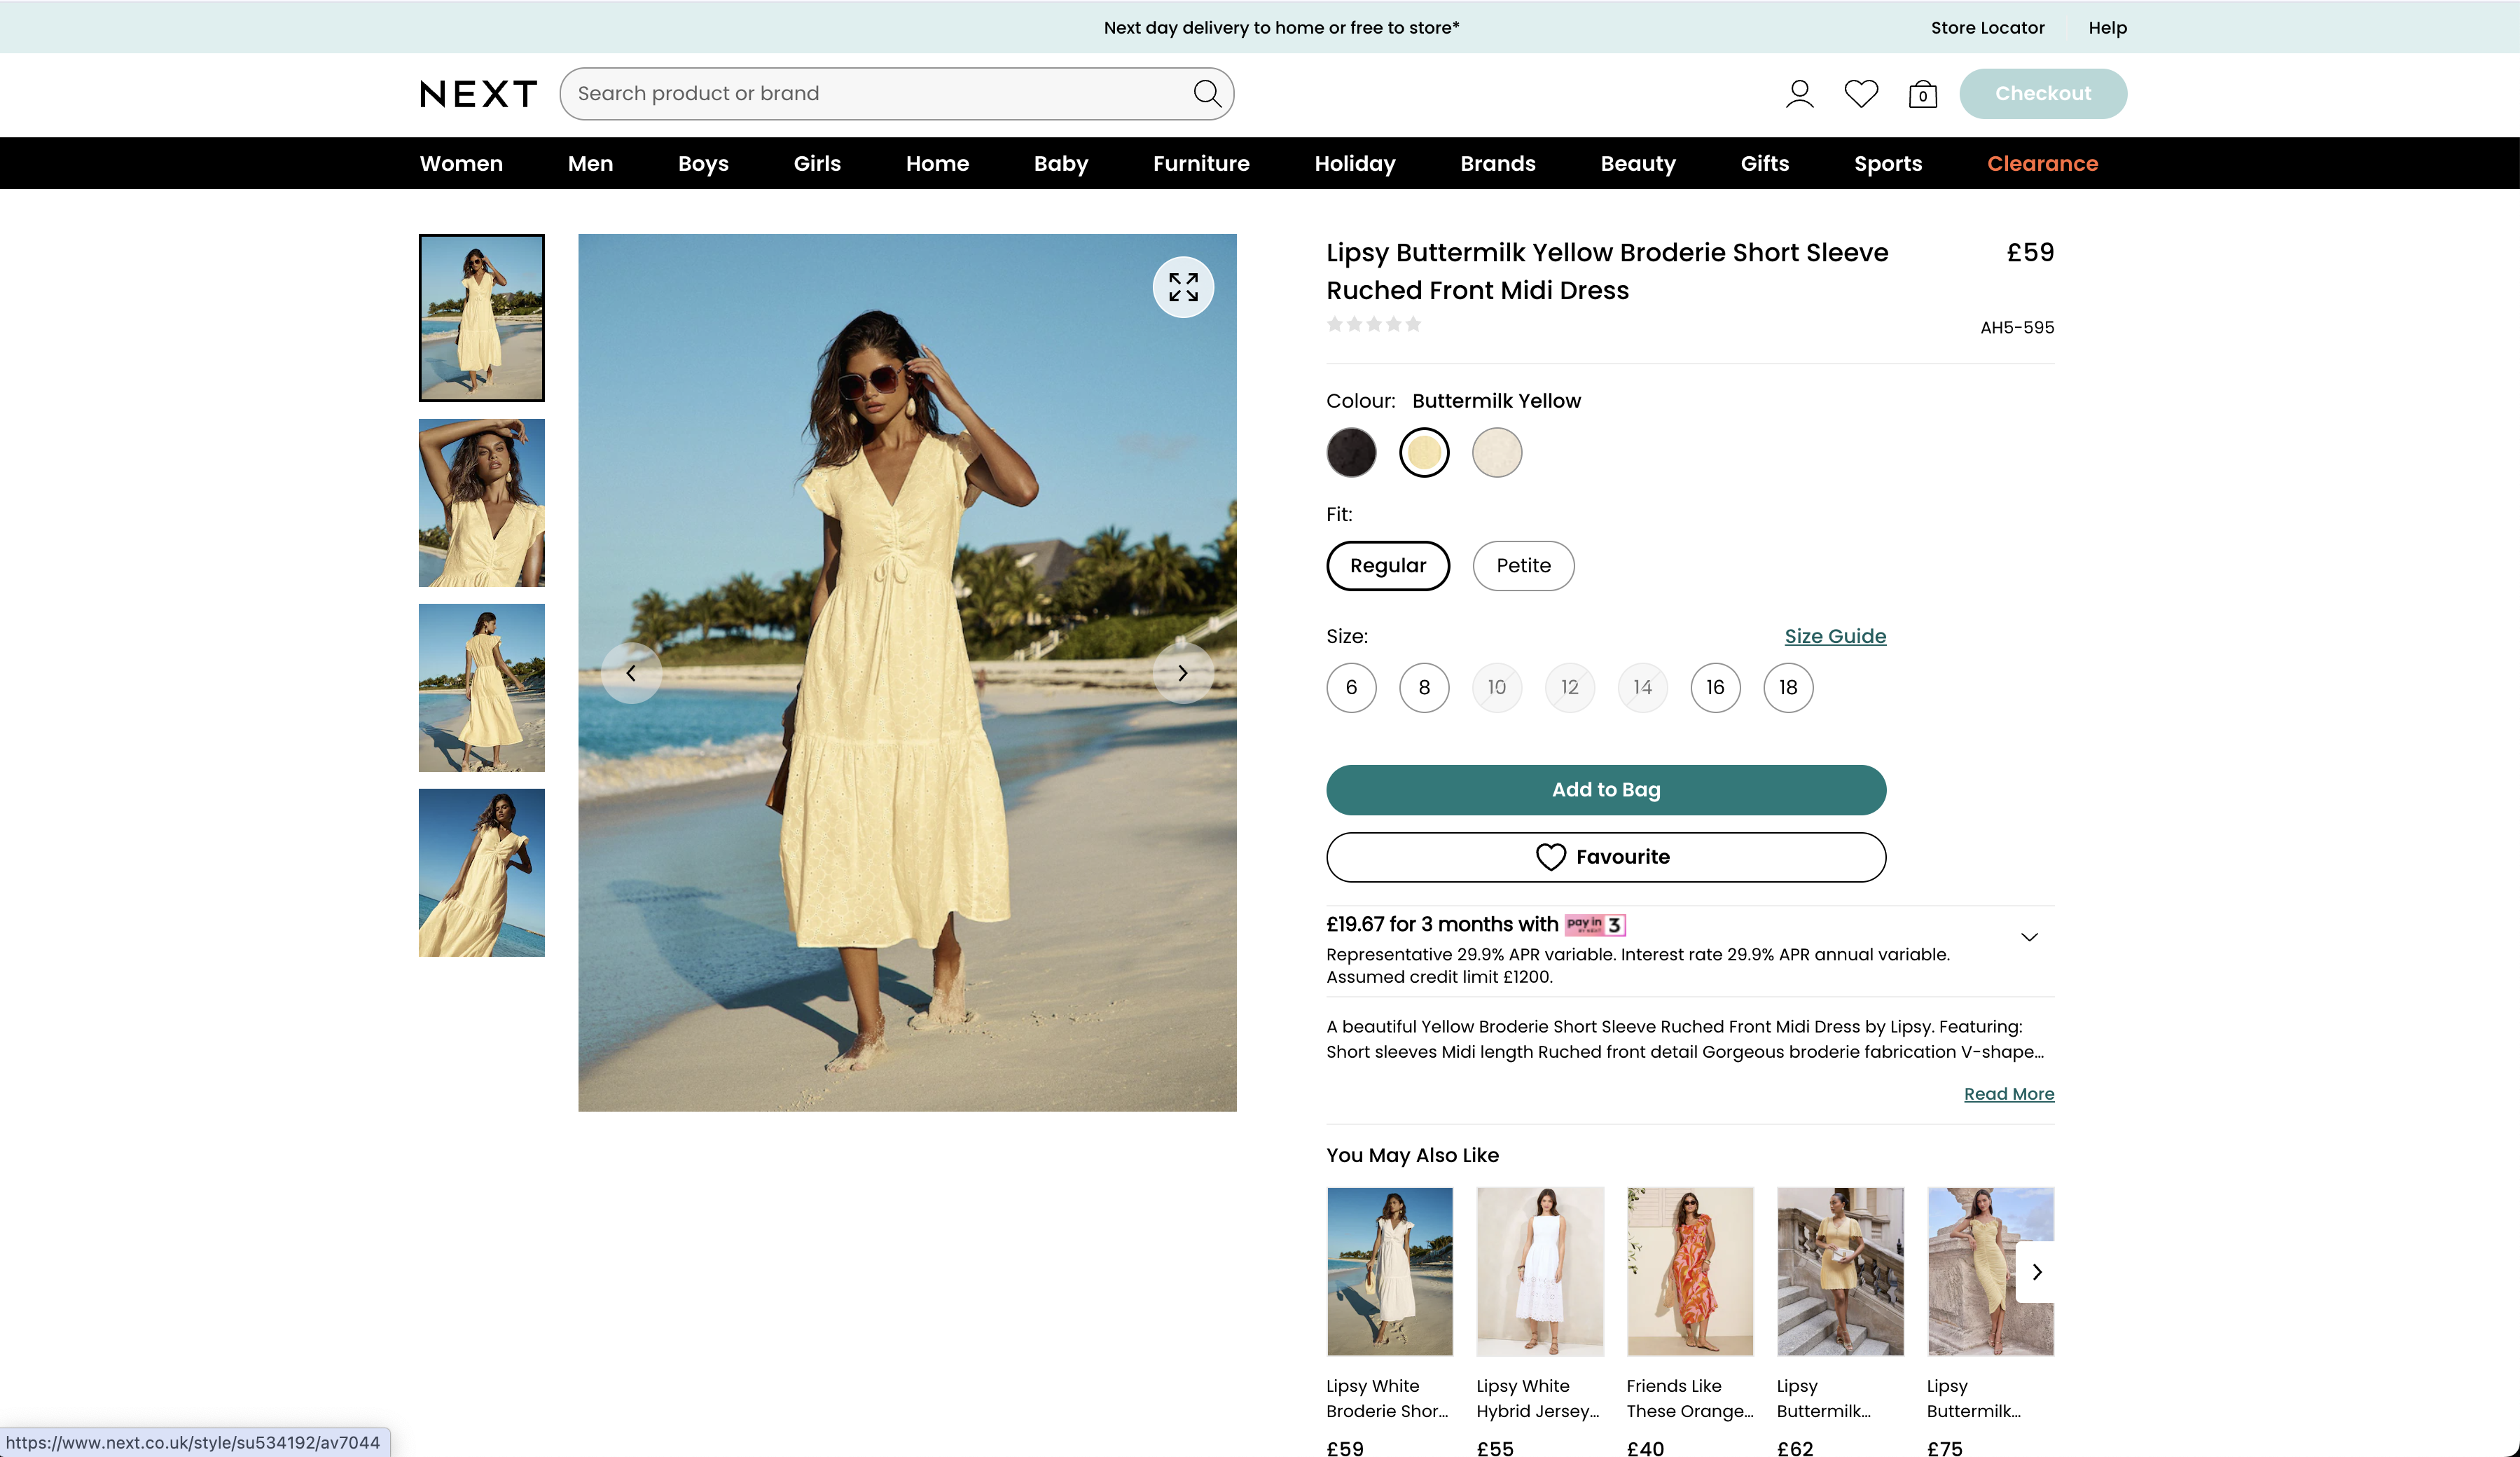 Next day delivery to home or free to store*
Store Locator
Help
NEXT
Search product or brand
0
Checkout
Women
Men
Boys
Girls
Home
Baby
Furniture
Holiday
Brands
Beauty
Gifts
Sports
Clearance
Lipsy Buttermilk Yellow Broderie Short Sleeve
Ruched Front Midi Dress
£59
AH5-595
Colour: Buttermilk Yellow
Fit:
Regular
Petite
Size:
Size Guide
6
8
10
12
14
16
18
Add to Bag
Favourite
£19.67 for 3 months with pay in 3
BY NEXT
Representative 29.9% APR variable. Interest rate 29.9% APR annual variable.
Assumed credit limit £1200.
A beautiful Yellow Broderie Short Sleeve Ruched Front Midi Dress by Lipsy. Featuring:
Short sleeves Midi length Ruched front detail Gorgeous broderie fabrication V-shape...
Read More
You May Also Like
Lipsy White
Broderie Shor...
£59
Lipsy White
Hybrid Jersey...
£55
Friends Like
These Orange...
£40
Lipsy
Buttermilk...
£62
Lipsy
Buttermilk...
£75
https://www.next.co.uk/style/su534192/av7044